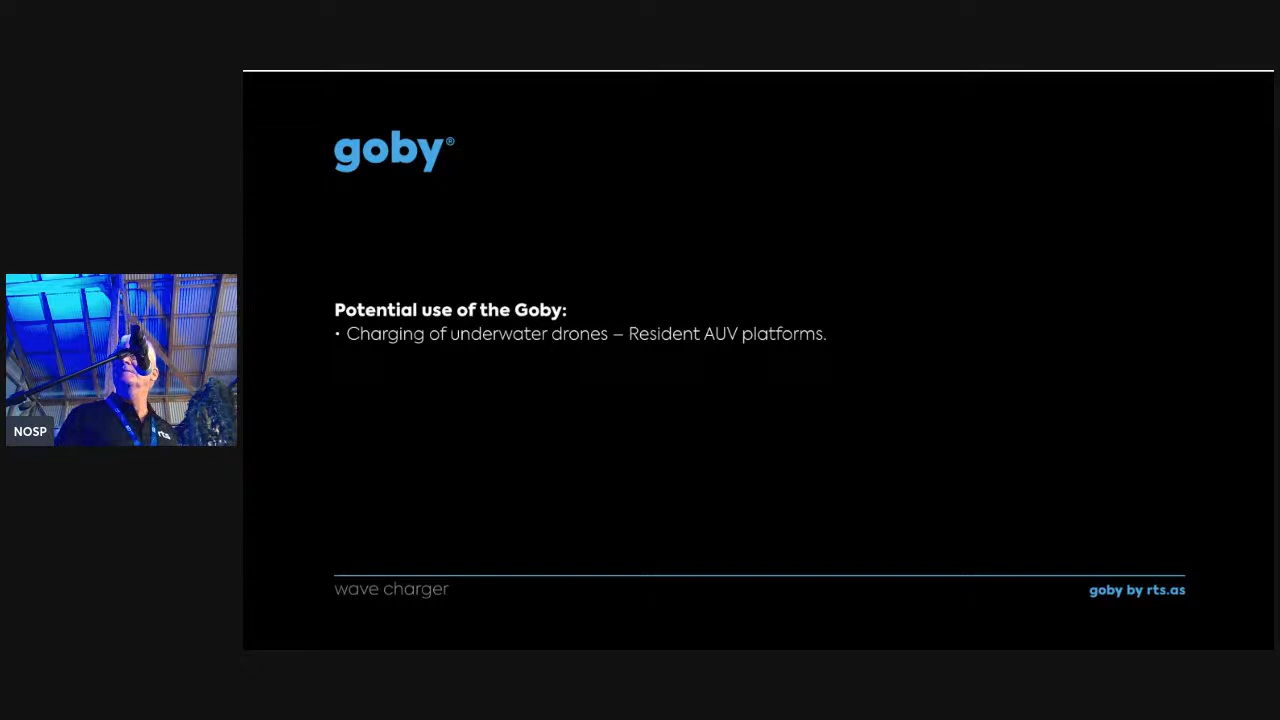 goby®
Potential use of the Goby:
• Charging of underwater drones – Resident AUV platforms.
NOSP
rts
wave charger
goby by rts.as